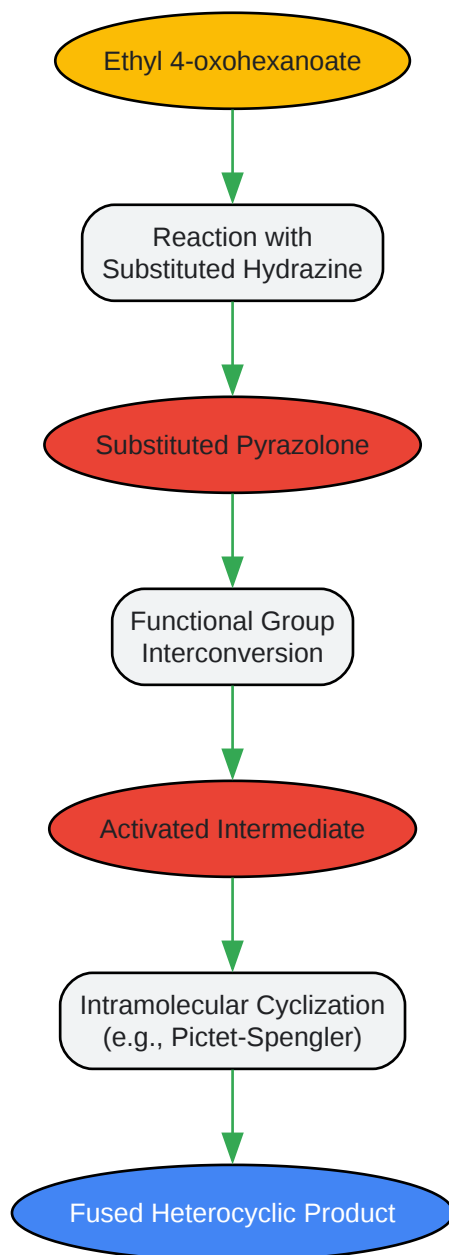 Ethyl 4-oxohexanoate
Reaction with
Substituted Hydrazine
Substituted Pyrazolone
Functional Group
Interconversion
Activated Intermediate
Intramolecular Cyclization
(e.g., Pictet-Spengler)
Fused Heterocyclic Product